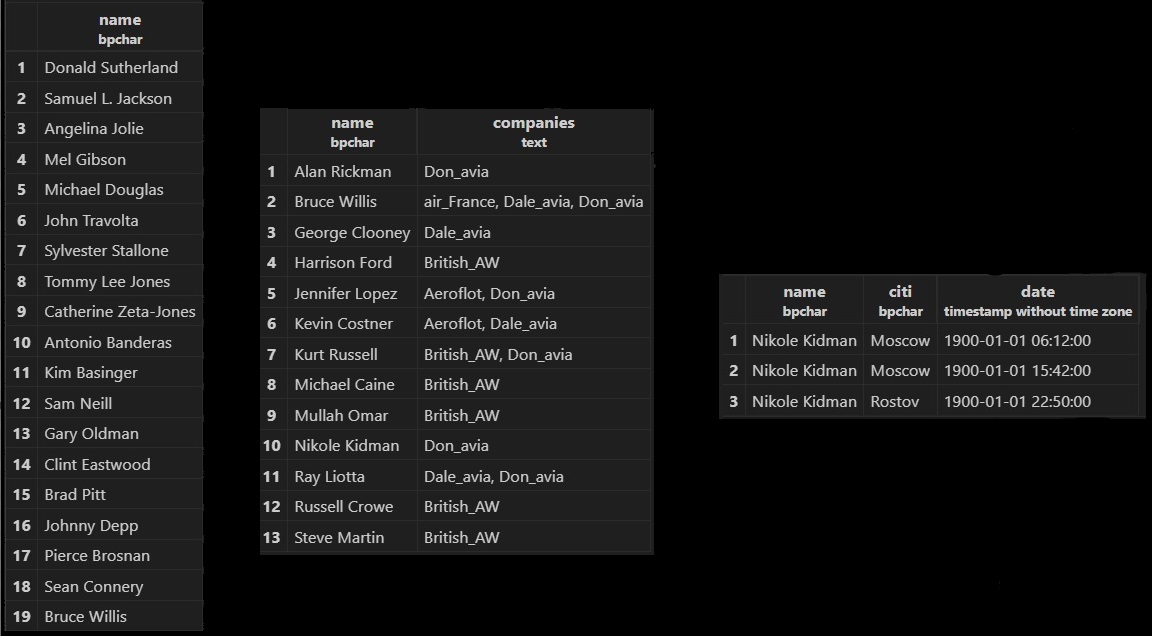 name
bpchar
1 Donald Sutherland
2 Samuel L. Jackson
3 Angelina Jolie
4 Mel Gibson
5 Michael Douglas
6 John Travolta
7 Sylvester Stallone
8 Tommy Lee Jones
9 Catherine Zeta-Jones
10 Antonio Banderas
11 Kim Basinger
12 Sam Neill
13 Gary Oldman
14 Clint Eastwood
15 Brad Pitt
16 Johnny Depp
17 Pierce Brosnan
18 Sean Connery
19 Bruce Willis
name companies
bpchar text
1 Alan Rickman Don_avia
2 Bruce Willis air_France, Dale_avia, Don_avia
3 George Clooney Dale_avia
4 Harrison Ford British_AW
5 Jennifer Lopez Aeroflot, Don_avia
6 Kevin Costner Aeroflot, Dale_avia
7 Kurt Russell British_AW, Don_avia
8 Michael Caine British_AW
9 Mullah Omar British_AW
10 Nikole Kidman Don_avia
11 Ray Liotta Dale_avia, Don_avia
12 Russell Crowe British_AW
13 Steve Martin British_AW
name citi date
bpchar bpchar timestamp without time zone
1 Nikole Kidman Moscow 1900-01-01 06:12:00
2 Nikole Kidman Moscow 1900-01-01 15:42:00
3 Nikole Kidman Rostov 1900-01-01 22:50:00